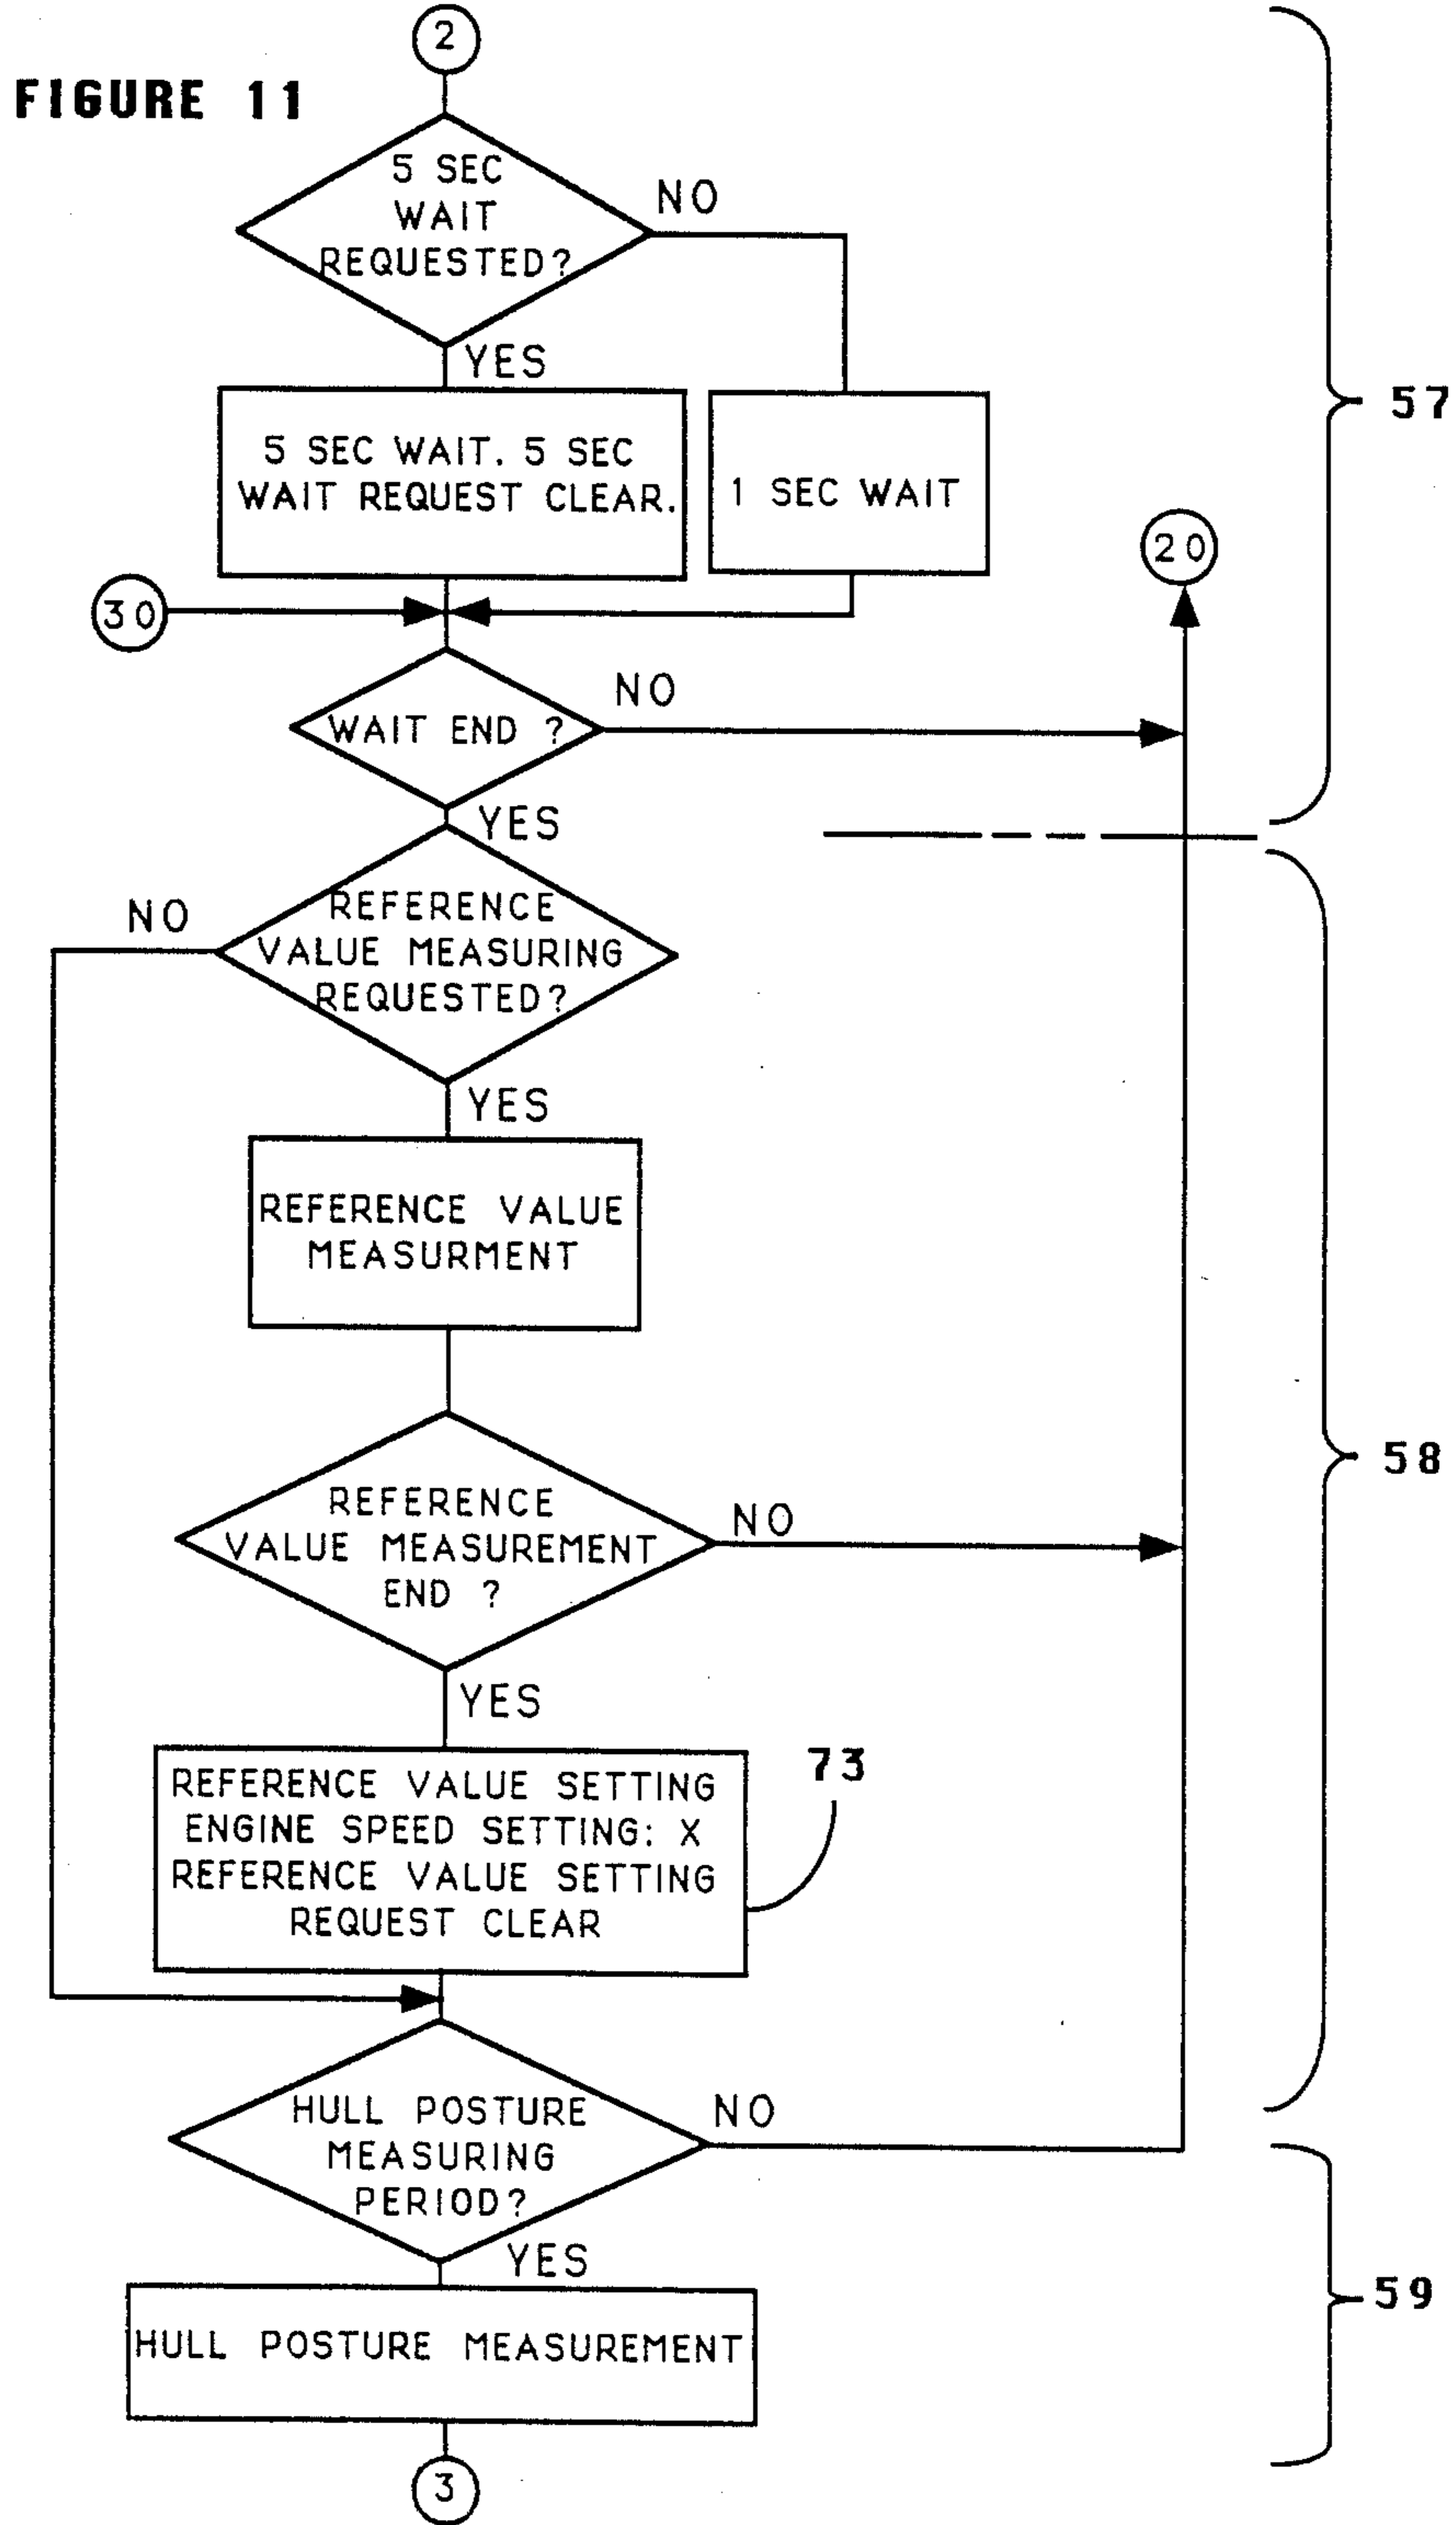 2
FIGURE 11
5 SEC
WAIT
REQUESTED?
NO
YES
5 SEC WAIT. 5 SEC
WAIT REQUEST CLEAR.
1 SEC WAIT
57
20
30
WAIT END ?
NO
YES
REFERENCE
VALUE MEASURING
REQUESTED?
NO
YES
REFERENCE VALUE
MEASURMENT
58
REFERENCE
VALUE MEASUREMENT
END ?
NO
YES
REFERENCE VALUE SETTING
ENGINE SPEED SETTING: X
REFERENCE VALUE SETTING
REQUEST CLEAR
73
HULL POSTURE
MEASURING
PERIOD?
NO
YES
59
HULL POSTURE MEASUREMENT
3